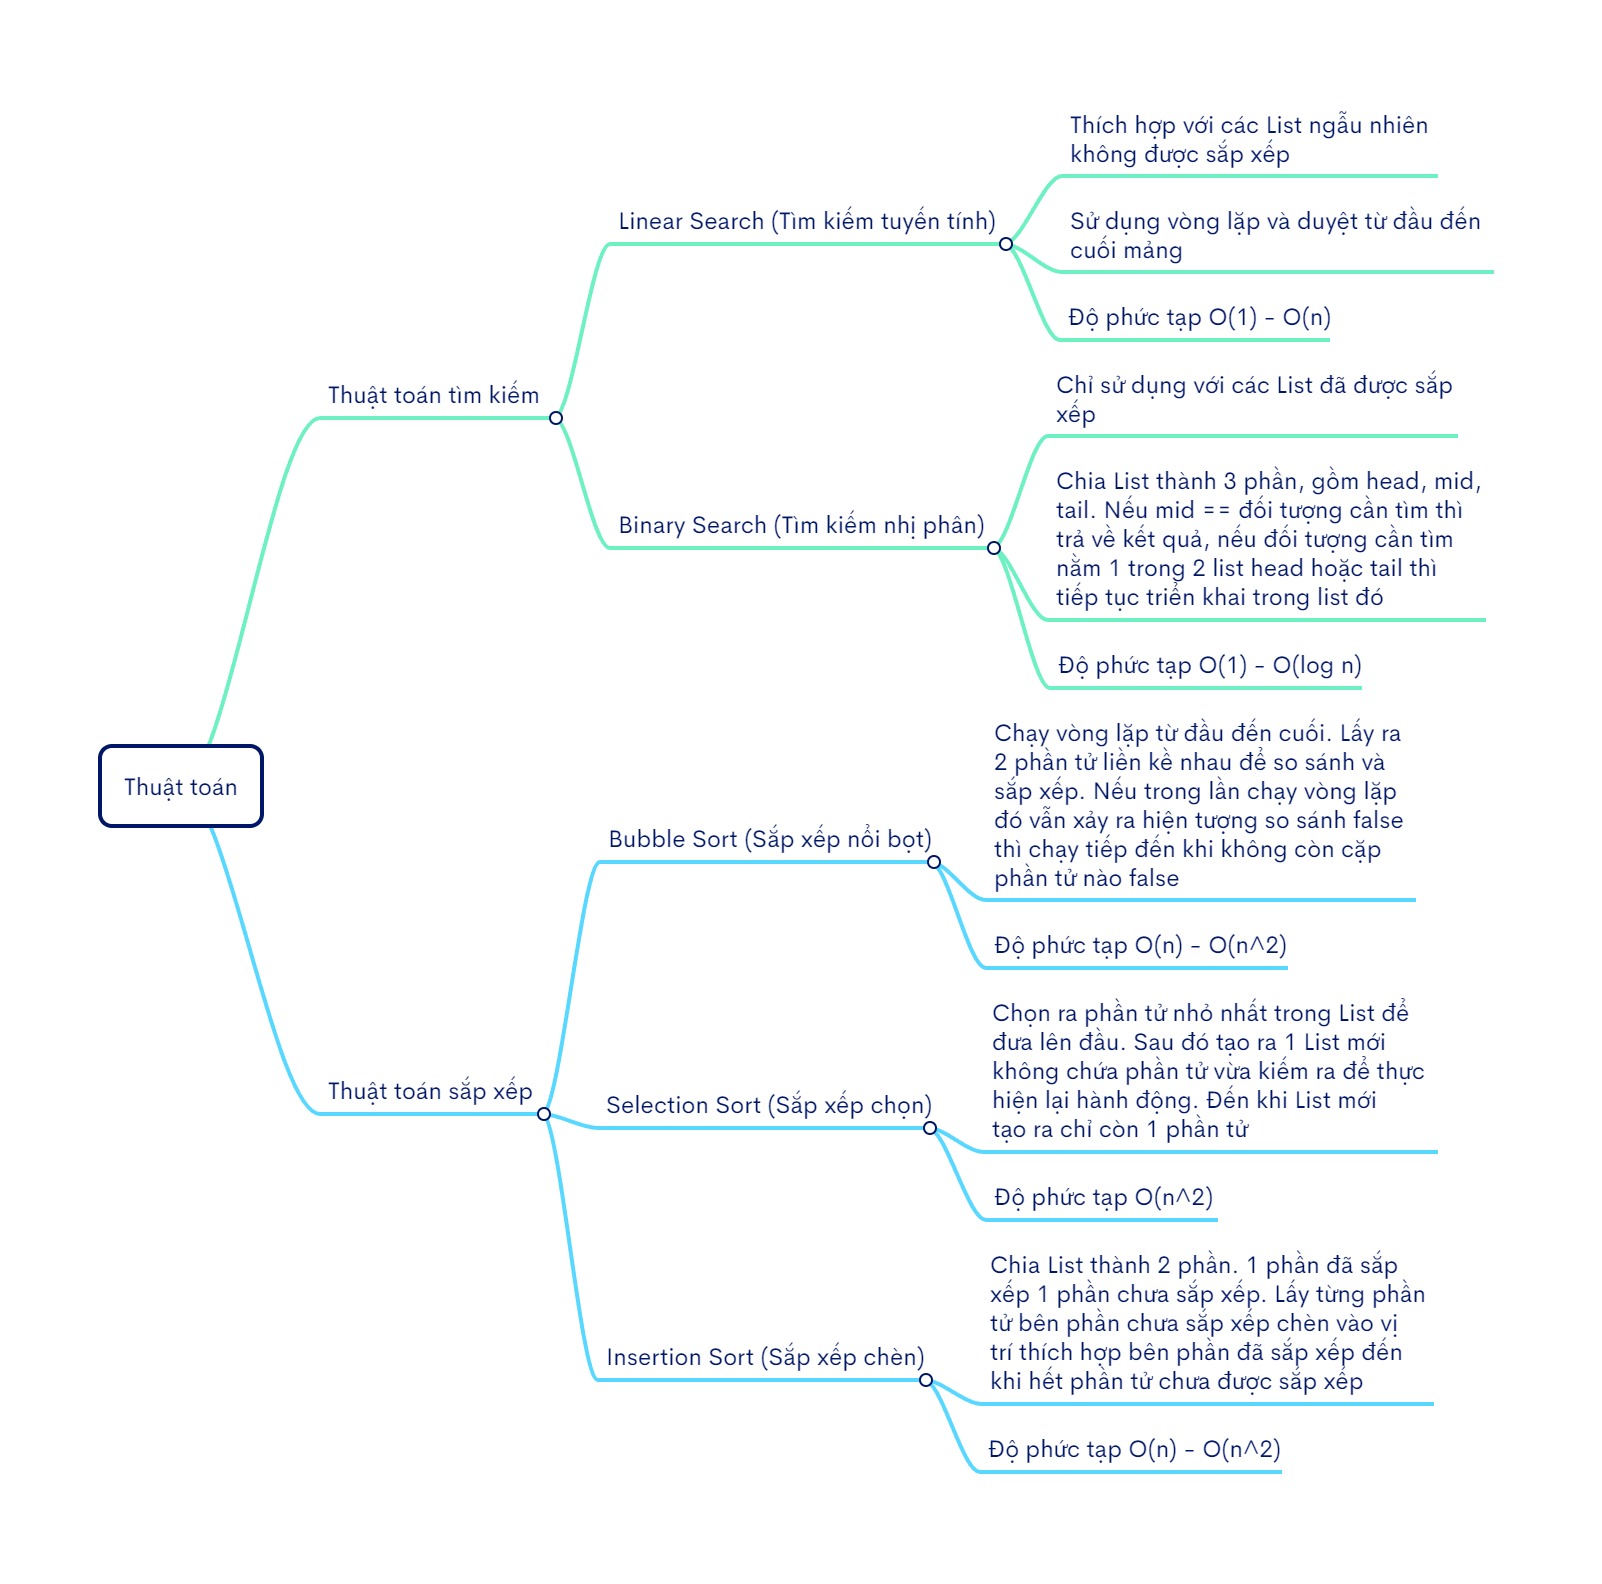 Thuật toán
Thuật toán tìm kiếm
Linear Search (Tìm kiếm tuyến tính)
Thích hợp với các List ngẫu nhiên
không được sắp xếp
Sử dụng vòng lặp và duyệt từ đầu đến
cuối mảng
Độ phức tạp O(1) - O(n)
Binary Search (Tìm kiếm nhị phân)
Chỉ sử dụng với các List đã được sắp
xếp
Chia List thành 3 phần, gồm head, mid,
tail. Nếu mid == đối tượng cần tìm thì
trả về kết quả, nếu đối tượng cần tìm
nằm 1 trong 2 list head hoặc tail thì
tiếp tục triển khai trong list đó
Độ phức tạp O(1) - O(log n)
Thuật toán sắp xếp
Bubble Sort (Sắp xếp nổi bọt)
Chạy vòng lặp từ đầu đến cuối. Lấy ra
2 phần tử liền kề nhau để so sánh và
sắp xếp. Nếu trong lần chạy vòng lặp
đó vẫn xảy ra hiện tượng so sánh false
thì chạy tiếp đến khi không còn cặp
phần tử nào false
Độ phức tạp O(n) - O(n^2)
Selection Sort (Sắp xếp chọn)
Chọn ra phần tử nhỏ nhất trong List để
đưa lên đầu. Sau đó tạo ra 1 List mới
không chứa phần tử vừa kiếm ra để thực
hiện lại hành động. Đến khi List mới
tạo ra chỉ còn 1 phần tử
Độ phức tạp O(n^2)
Insertion Sort (Sắp xếp chèn)
Chia List thành 2 phần. 1 phần đã sắp
xếp 1 phần chưa sắp xếp. Lấy từng phần
tử bên phần chưa sắp xếp chèn vào vị
trí thích hợp bên phần đã sắp xếp đến
khi hết phần tử chưa được sắp xếp
Độ phức tạp O(n) - O(n^2)